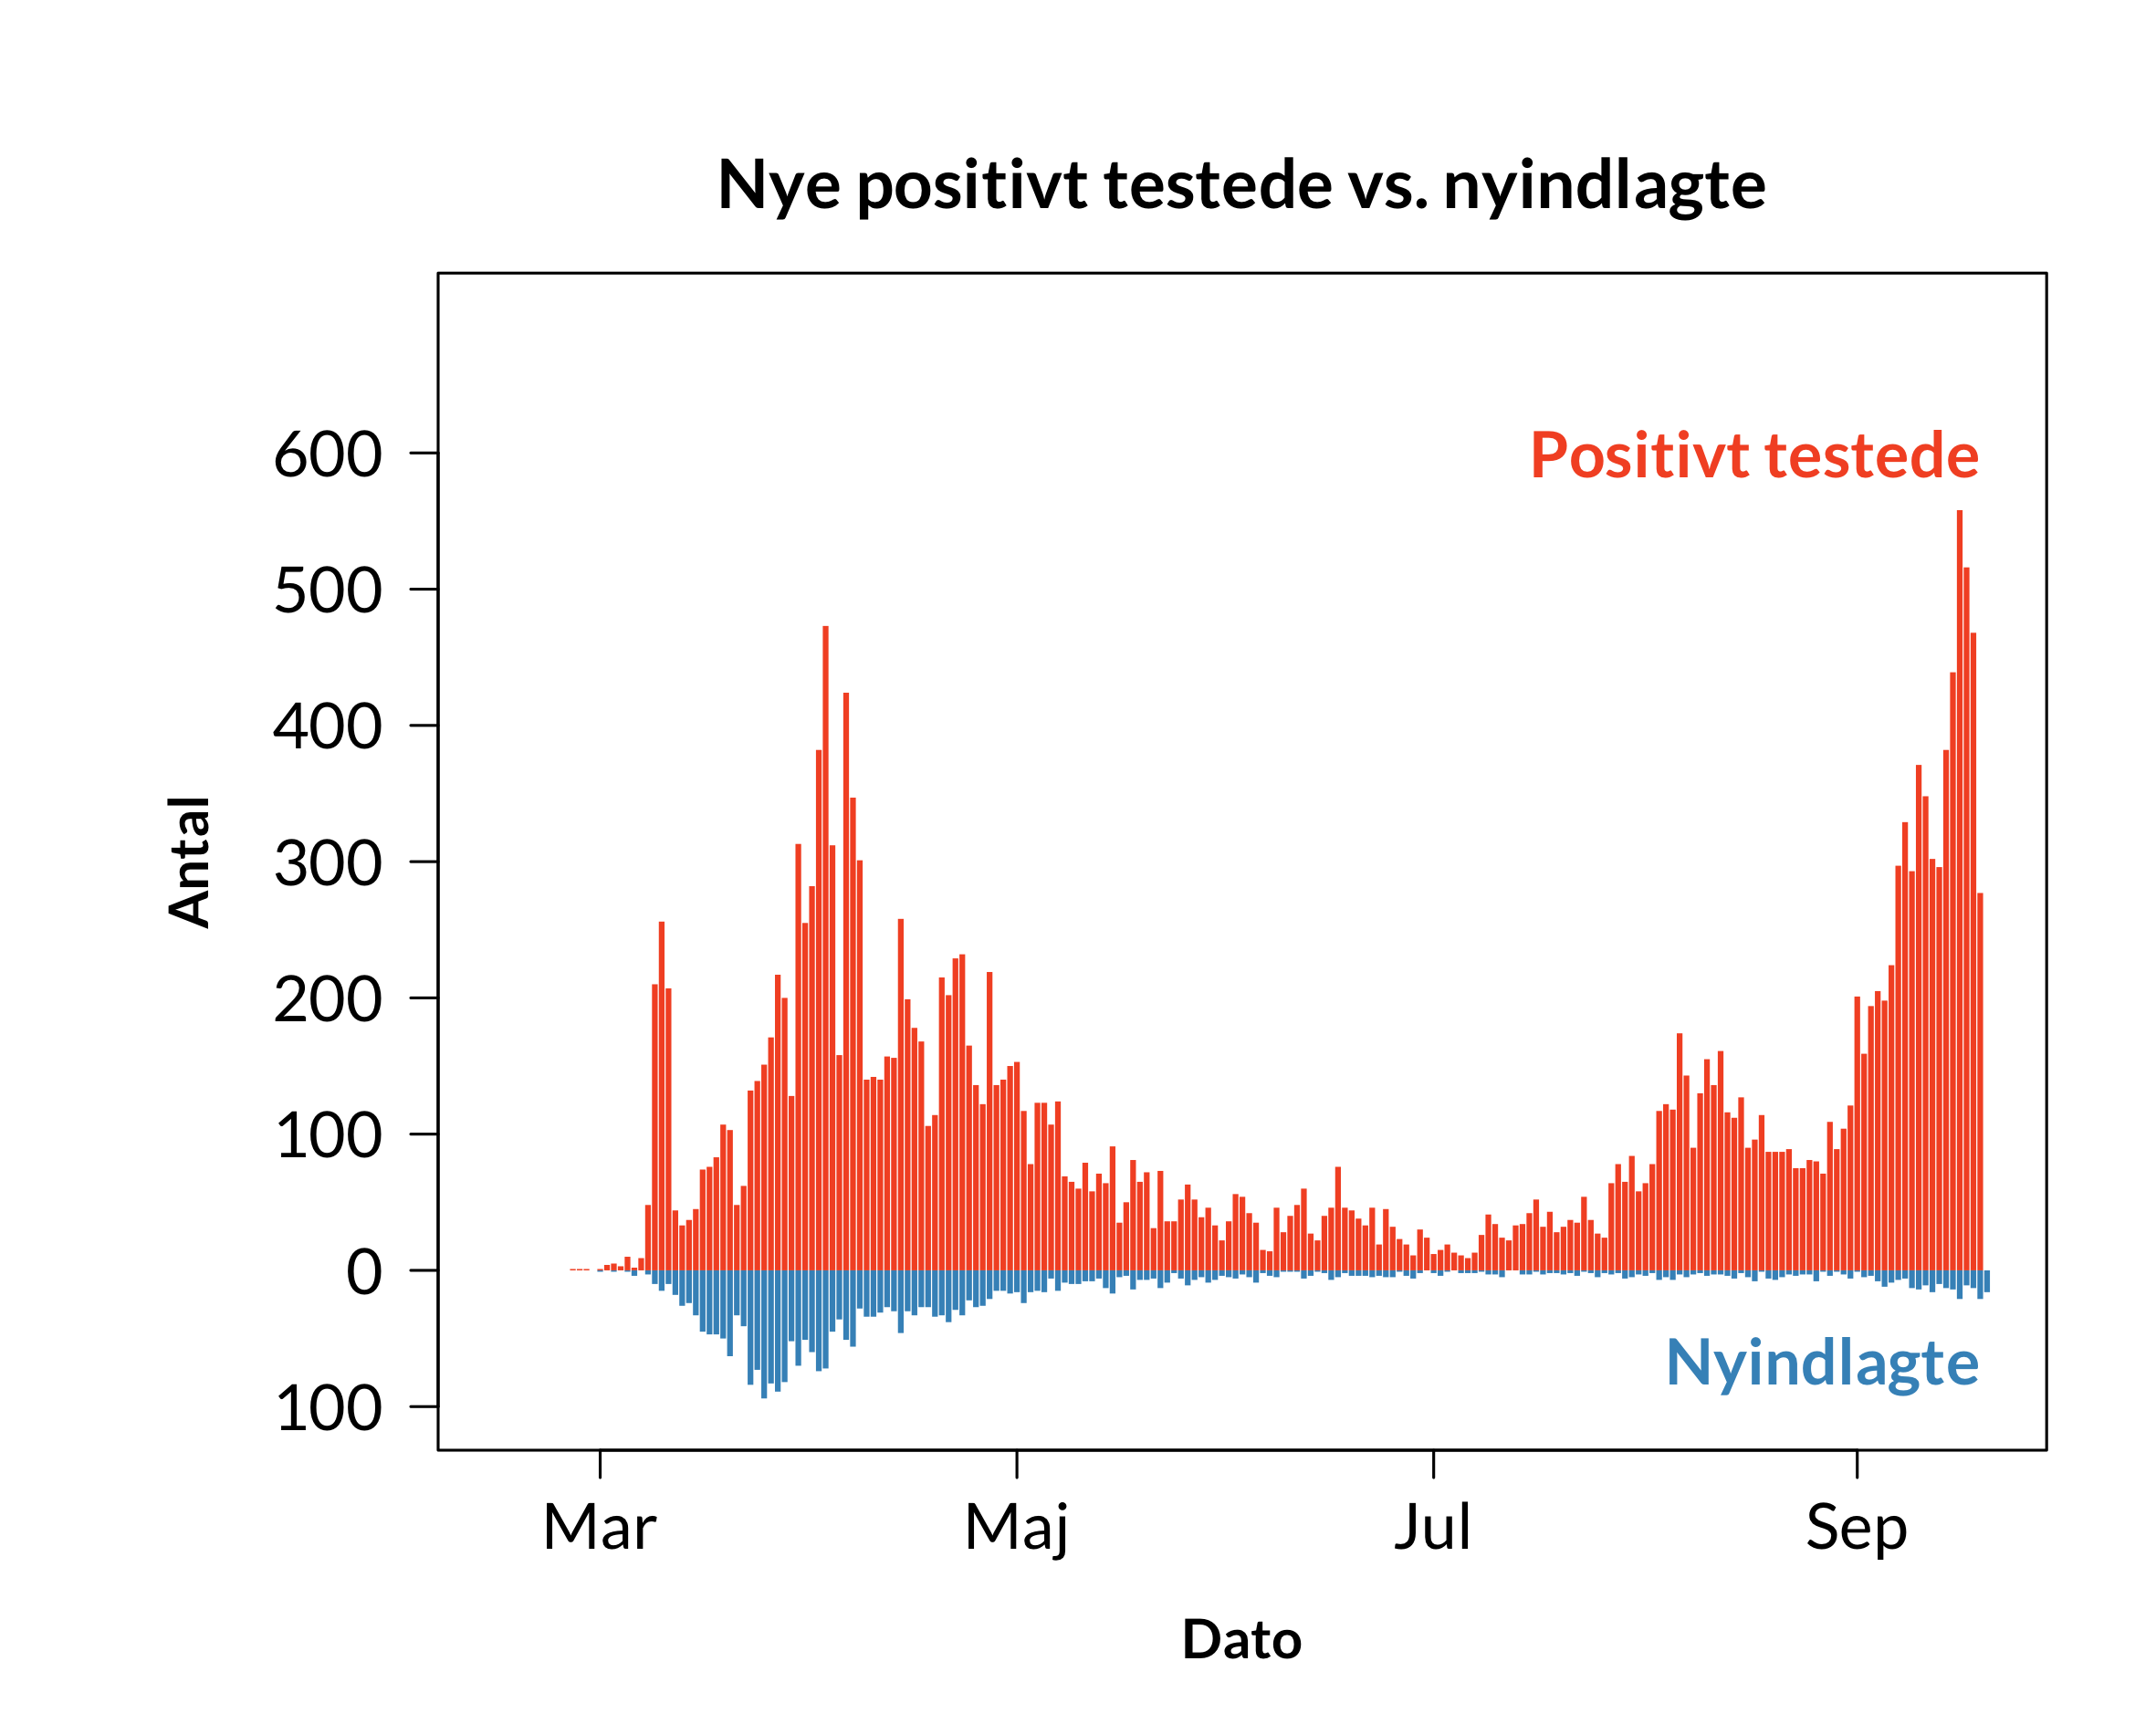 Nye positivt testede vs. nyindlagte
Positivt testede
600
500
400
300
200
100
0
100
Antal
Nyindlagte
Mar Maj Jul Sep
Dato